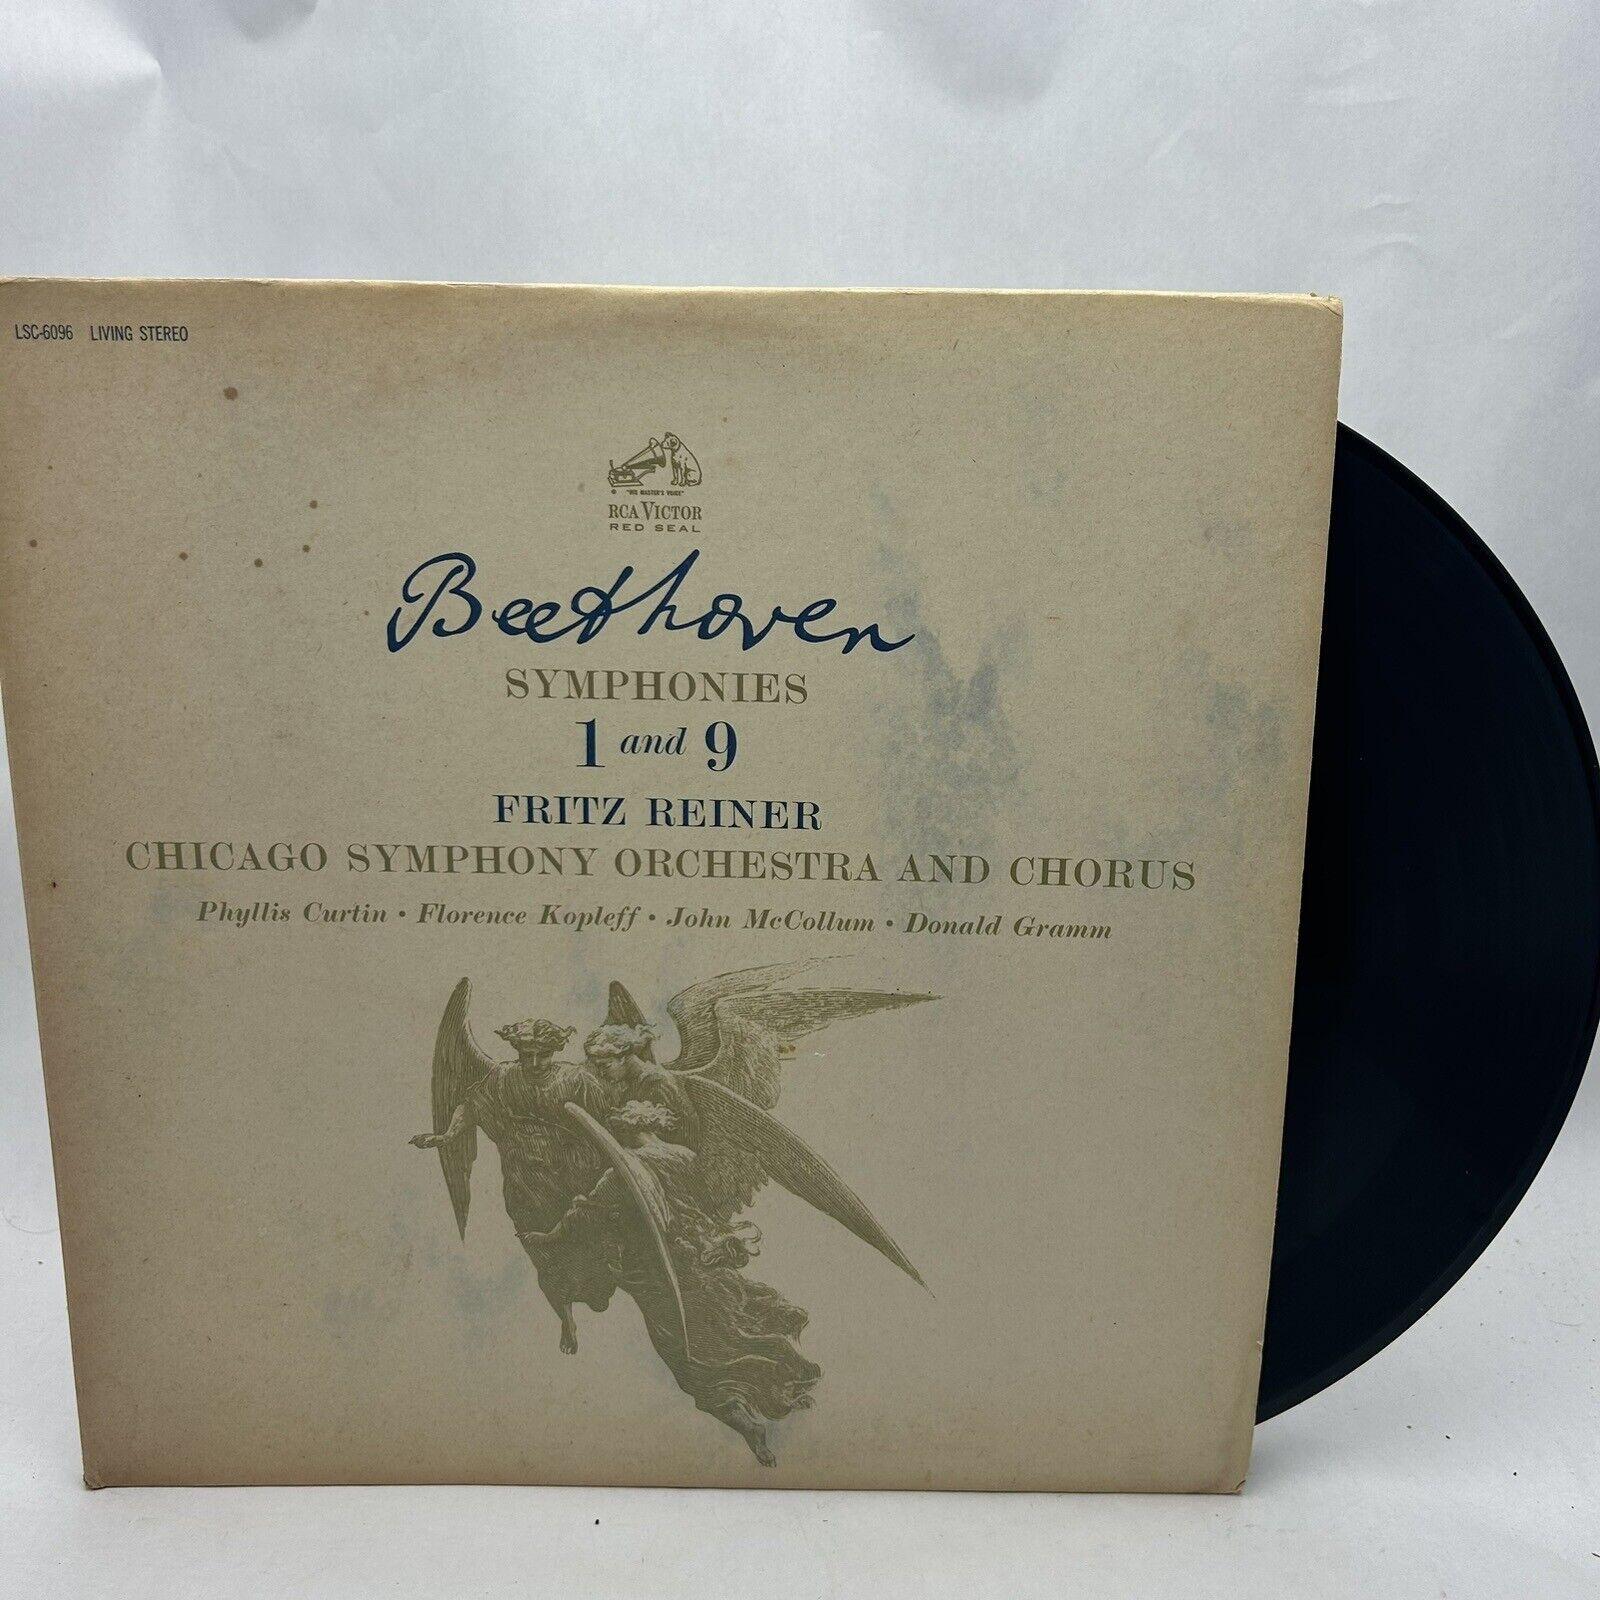 LSC-6096 LIVING STEREO
"HIS MASTER'S VOICE"
RCA VICTOR
RED SEAL
Beethoven
SYMPHONIES
1 and 9
FRITZ REINER
CHICAGO SYMPHONY ORCHESTRA AND CHORUS
Phyllis Curtin • Florence Kopleff • John McCollum • Donald Gramm